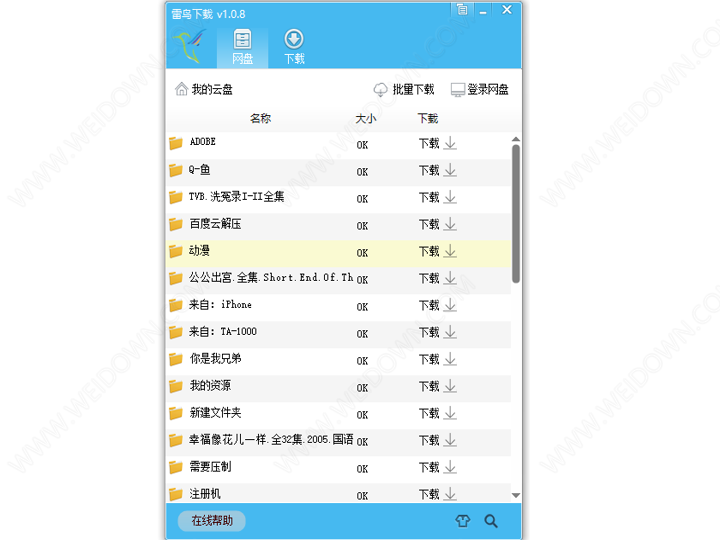 雷鸟下载 v1.0.8
网盘 下载
我的云盘 批量下载 登录网盘
名称 大小 下载
ADOBE 0K 下载
Q-鱼 0K 下载
TVB.洗冤录I-II全集 0K 下载
百度云解压 0K 下载
动漫 0K 下载
公公出宫.全集.Short.End.Of.Th 0K 下载
来自：iPhone 0K 下载
来自：TA-1000 0K 下载
你是我兄弟 0K 下载
我的资源 0K 下载
新建文件夹 0K 下载
幸福像花儿一样.全32集.2005.国语 0K 下载
需要压制 0K 下载
注册机 0K 下载
在线帮助
WWW.WEIDOWN.COM